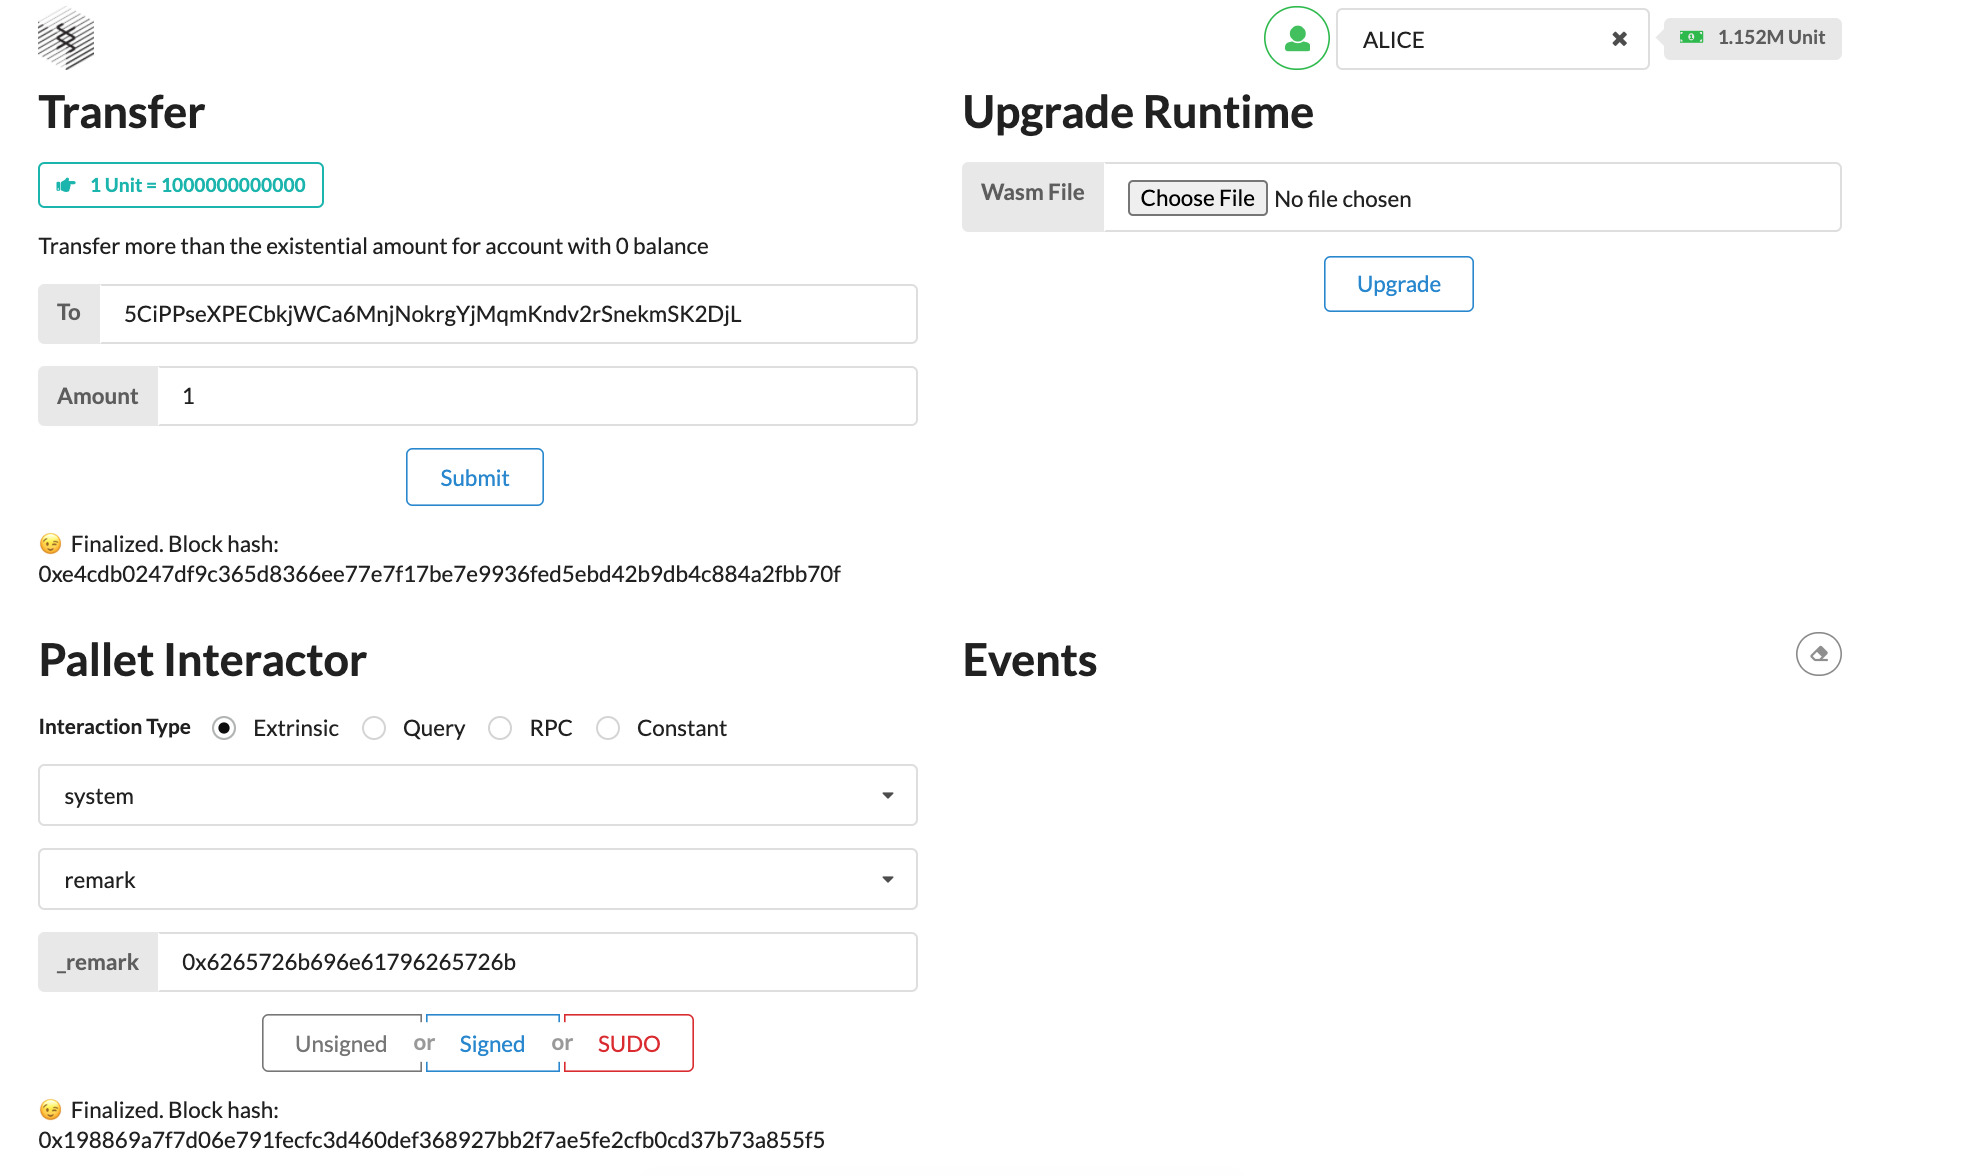 ALICE
1.152M Unit
Transfer
1 Unit = 1000000000000
Transfer more than the existential amount for account with 0 balance
To
5CiPPseXPECbkjWCa6MnjNokrgYjMqmKndv2rSnekmSK2DjL
Amount
1
Submit
Finalized. Block hash:
0xe4cdb0247df9c365d8366ee77e7f17be7e9936fed5ebd42b9db4c884a2fbb70f
Upgrade Runtime
Wasm File
Choose File No file chosen
Upgrade
Pallet Interactor
Interaction Type Extrinsic Query RPC Constant
system
remark
_remark
0x6265726b696e61796265726b
Unsigned or Signed or SUDO
Finalized. Block hash:
0x198869a7f7d06e791fecfc3d460def368927bb2f7ae5fe2cfb0cd37b73a855f5
Events